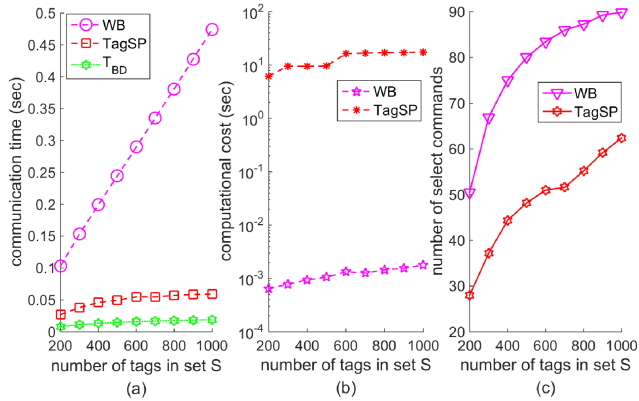 communication time (sec)
0.5
0.45
0.4
0.35
0.3
0.25
0.2
0.15
0.1
0.05
0
200 400 600 800 1000
number of tags in set S
(a)
WB
TagSP
T_BD
computational cost (sec)
10^2
10^1
10^0
10^-1
10^-2
10^-3
10^-4
200 400 600 800 1000
number of tags in set S
(b)
WB
TagSP
number of select commands
90
80
70
60
50
40
30
20
200 400 600 800 1000
number of tags in set S
(c)
WB
TagSP